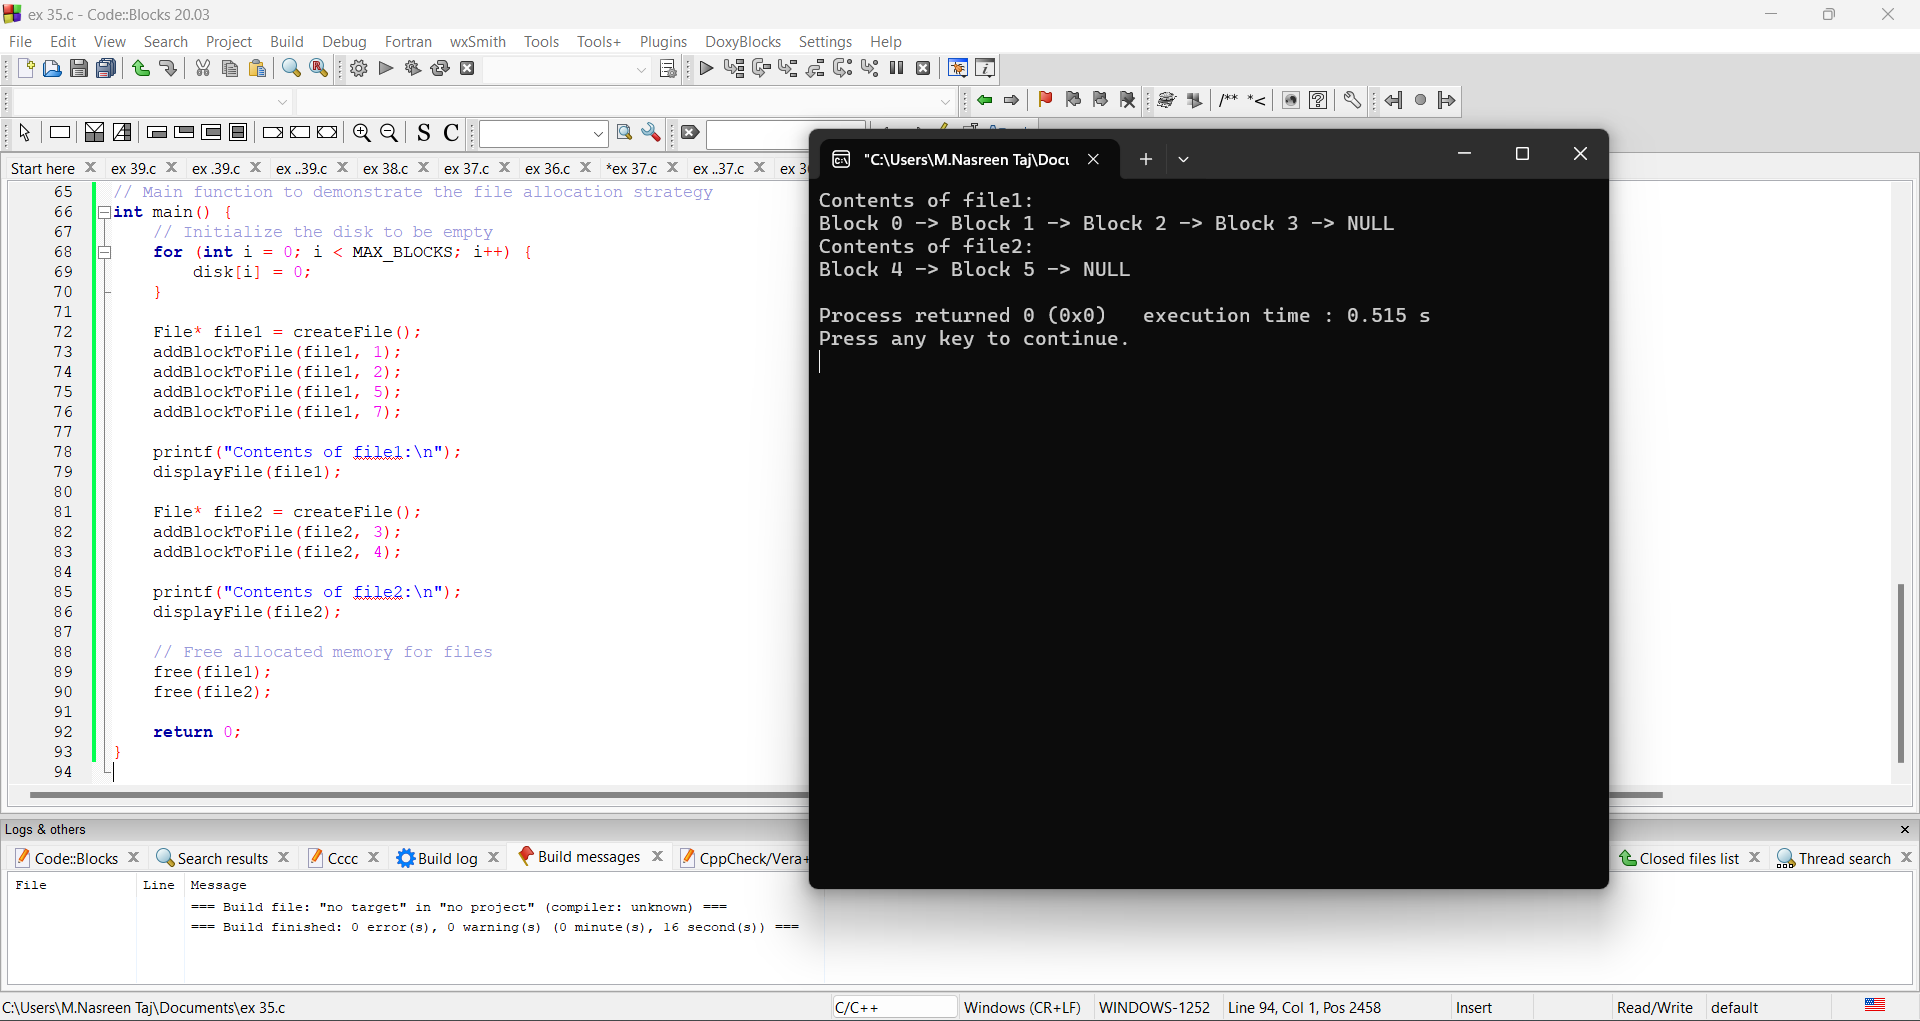 ex 35.c - Code::Blocks 20.03
File Edit View Search Project Build Debug Fortran wxSmith Tools Tools+ Plugins DoxyBlocks Settings Help
/** *<
S C
Start here ex 39.c ex .39.c ex ..39.c ex 38.c ex 37.c ex 36.c *ex 37.c ex ..37.c
65 // Main function to demonstrate the file allocation strategy
66 int main() {
67 // Initialize the disk to be empty
68 for (int i = 0; i < MAX_BLOCKS; i++) {
69 disk[i] = 0;
70 }
71
72 File* file1 = createFile();
73 addBlockToFile(file1, 1);
74 addBlockToFile(file1, 2);
75 addBlockToFile(file1, 5);
76 addBlockToFile(file1, 7);
77
78 printf("Contents of file1:\n");
79 displayFile(file1);
80
81 File* file2 = createFile();
82 addBlockToFile(file2, 3);
83 addBlockToFile(file2, 4);
84
85 printf("Contents of file2:\n");
86 displayFile(file2);
87
88 // Free allocated memory for files
89 free(file1);
90 free(file2);
91
92 return 0;
93 }
94
"C:\Users\M.Nasreen Taj\Docu
Contents of file1:
Block 0 -> Block 1 -> Block 2 -> Block 3 -> NULL
Contents of file2:
Block 4 -> Block 5 -> NULL
Process returned 0 (0x0) execution time : 0.515 s
Press any key to continue.
Logs & others
Code::Blocks Search results Cccc Build log Build messages CppCheck/Vera+ Closed files list Thread search
File Line Message
=== Build file: "no target" in "no project" (compiler: unknown) ===
=== Build finished: 0 error(s), 0 warning(s) (0 minute(s), 16 second(s)) ===
C:\Users\M.Nasreen Taj\Documents\ex 35.c C/C++ Windows (CR+LF) WINDOWS-1252 Line 94, Col 1, Pos 2458 Insert Read/Write default